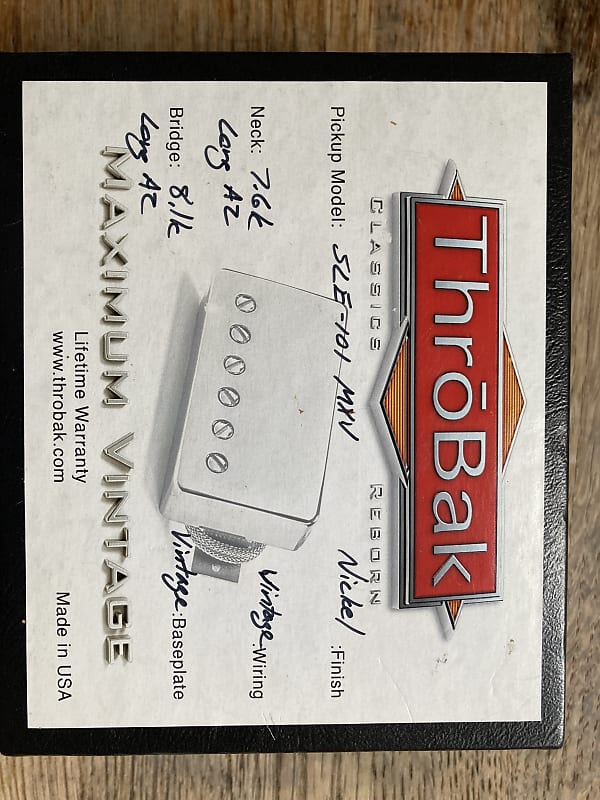 ThrōBak
CLASSICS REBORN
Pickup Model: SLE-101 MXV Nickel :Finish
Neck: 7.6k Vintage :Wiring
Long A2
Bridge: 8.1k Vintage :Baseplate
Long A2
MAXIMUM VINTAGE
Lifetime Warranty
www.throbak.com
Made in USA